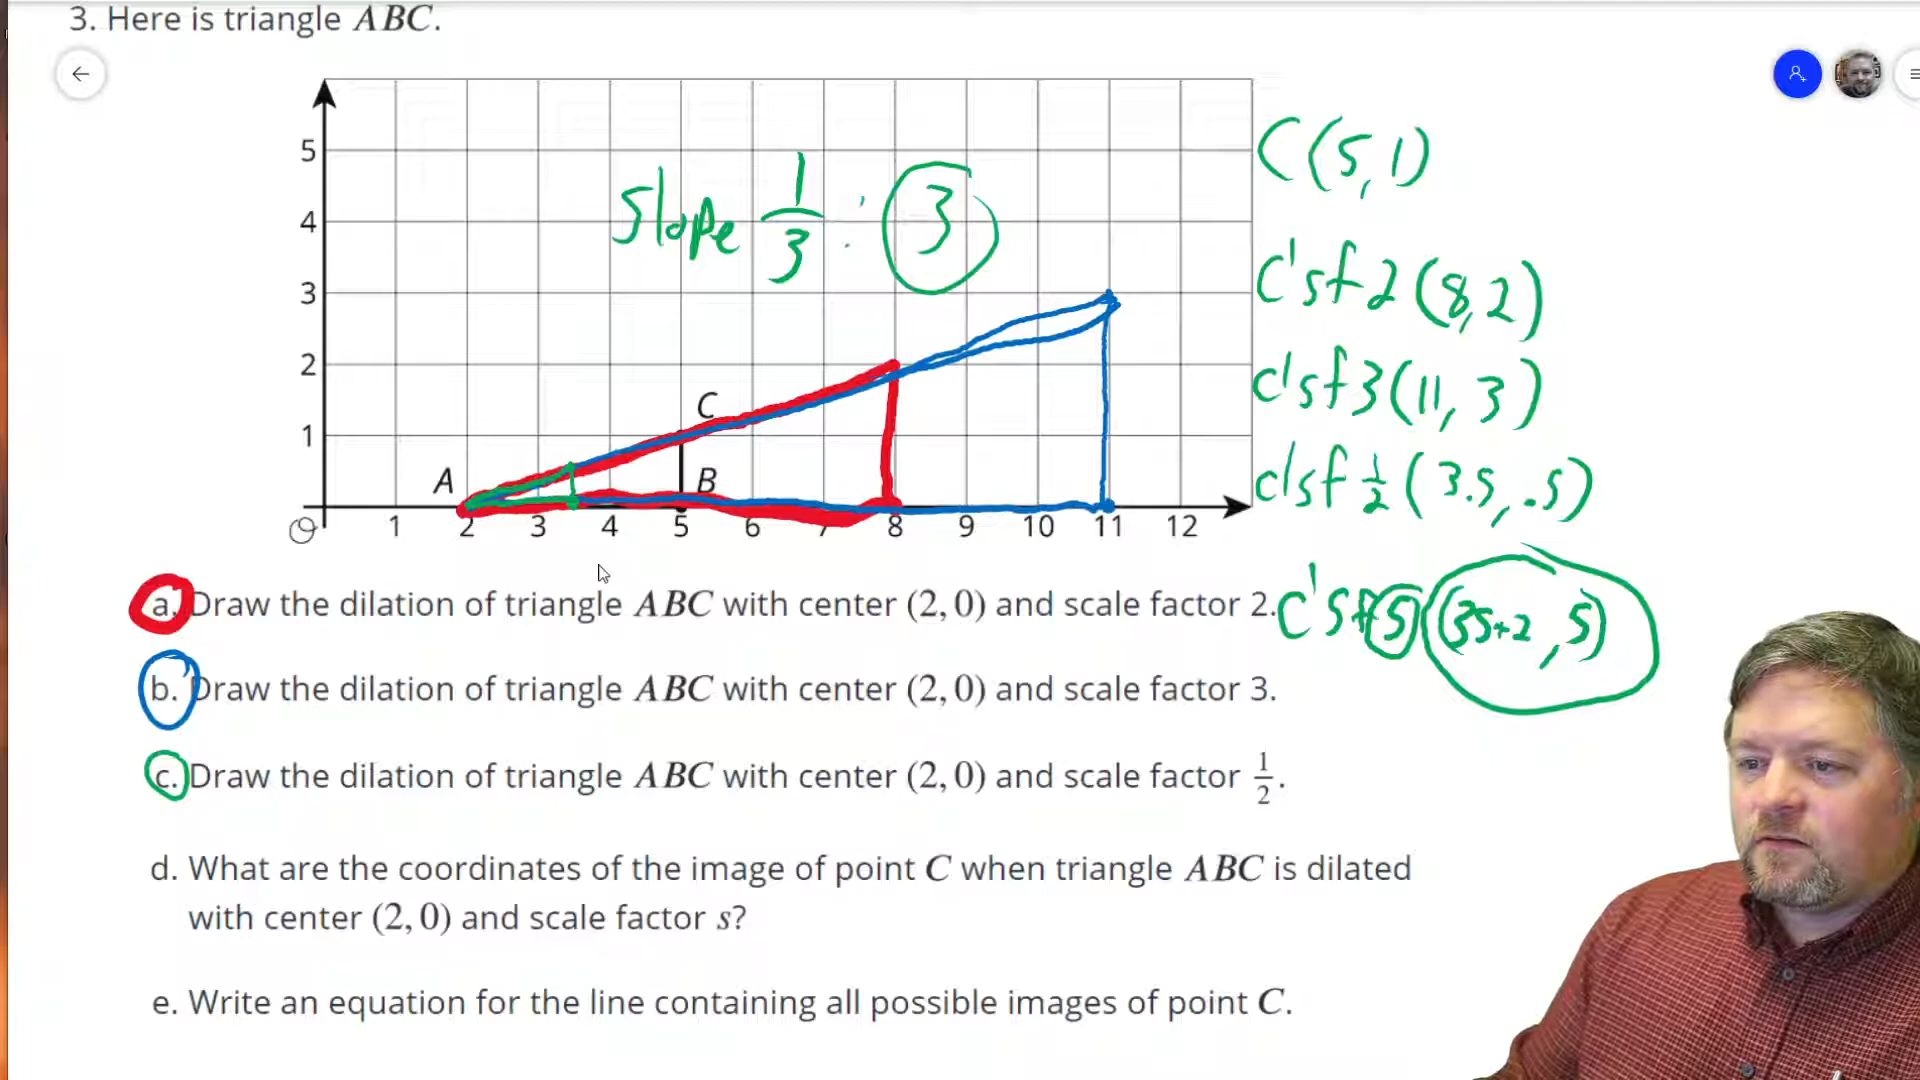 3. Here is triangle ABC.
5
4
3
2
1
A
C
B
O
1 2 3 4 5 6 7 8 9 10 11 12
slope 1/3 : 3
C (5, 1)
C' sf 2 (8, 2)
C' sf 3 (11, 3)
C' sf 1/2 (3.5, .5)
C' sf s (3s+2, s)
a. Draw the dilation of triangle ABC with center (2, 0) and scale factor 2.
b. Draw the dilation of triangle ABC with center (2, 0) and scale factor 3.
c. Draw the dilation of triangle ABC with center (2, 0) and scale factor 1/2.
d. What are the coordinates of the image of point C when triangle ABC is dilated
with center (2, 0) and scale factor s?
e. Write an equation for the line containing all possible images of point C.